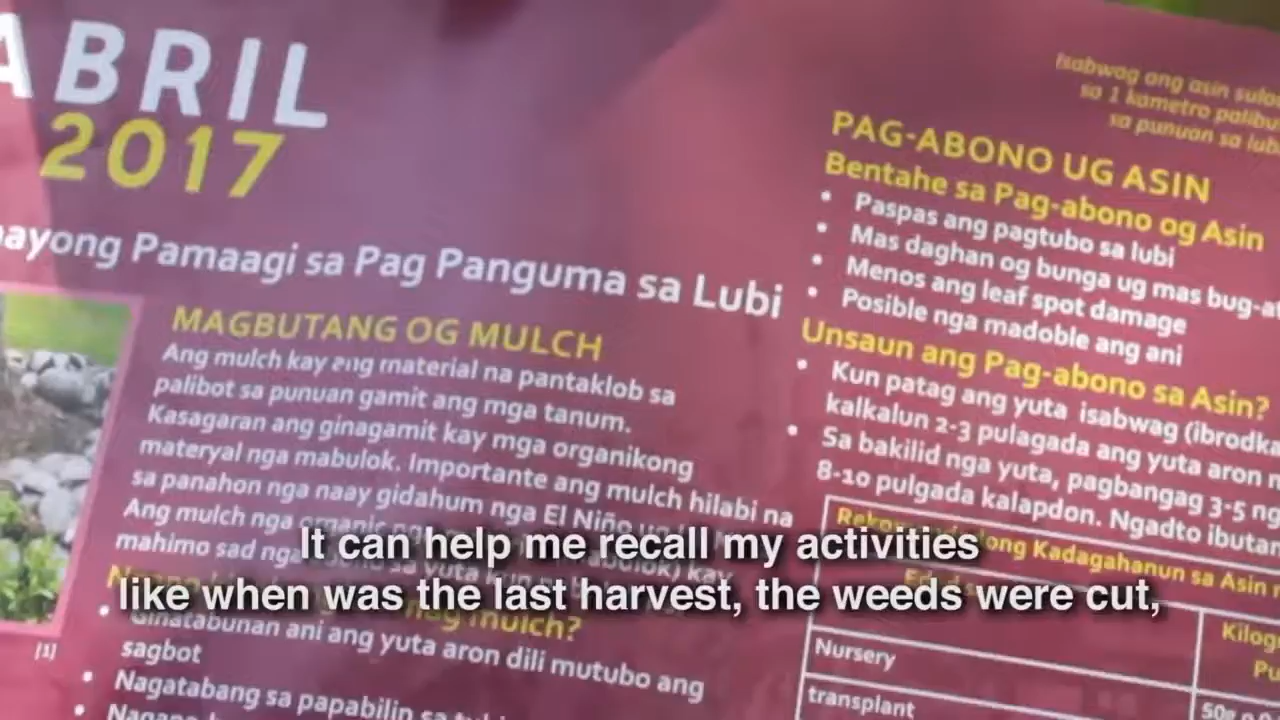 ABRIL
2017
Pamaagi sa Pag Panguma sa Lubi
MAGBUTANG OG MULCH
Ang mulch kay ang material na pantaklob sa
palibot sa punuan gamit ang mga tanum.
Kasagaran ang ginagamit kay mga organikong
materyal nga mabulok. Importante ang mulch hilabi na
sa panahon nga naay gidahum nga El Niño
Ang mulch nga organic
mahimo sad nga sa yuta
mulch?
Ginatabunan ani ang yuta aron dili mutubo ang
sagbot
Nagatabang sa papabilin sa
[1]
Isabwag ang asin
sa 1 kametro
sa punuan sa
PAG-ABONO UG ASIN
Bentahe sa Pag-abono og Asin
• Paspas ang pagtubo sa lubi
• Mas daghan og bunga ug mas
• Menos ang leaf spot damage
• Posible nga madoble ang ani
Unsaun ang Pag-abono sa Asin?
• Kun patag ang yuta isabwag
kalkalun 2-3 pulagada ang yuta aron
• Sa bakilid nga yuta, pagbangag 3-5
8-10 pulgada kalapdon. Ngadto
Kadagahanun sa Asin
Nursery
transplant
It can help me recall my activities
like when was the last harvest, the weeds were cut,